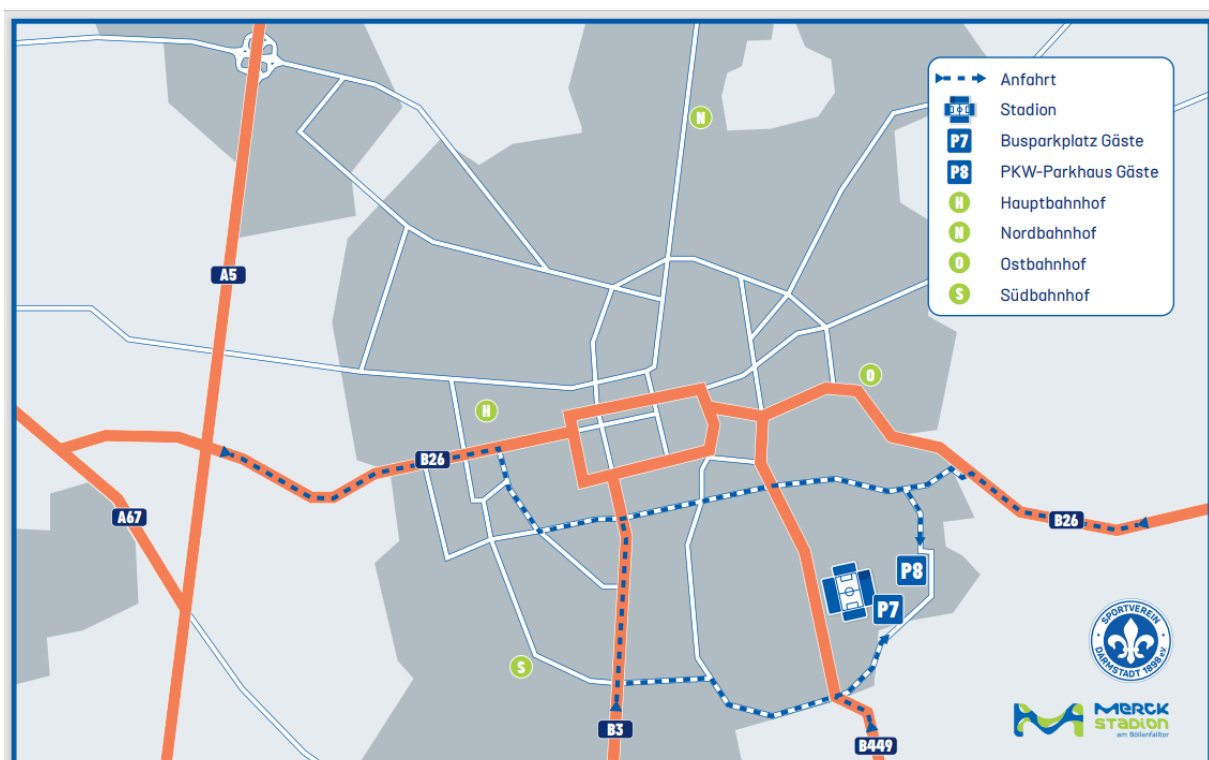 Anfahrt
Stadion
P7 Busparkplatz Gäste
P8 PKW-Parkhaus Gäste
H Hauptbahnhof
N Nordbahnhof
O Ostbahnhof
S Südbahnhof
N
A5
O
H
B26
A67
B26
P8
P7
S
B3
B449
SPORTVEREIN
DARMSTADT 1898 e.V.
MERCK
STADION
am Böllenfalltor